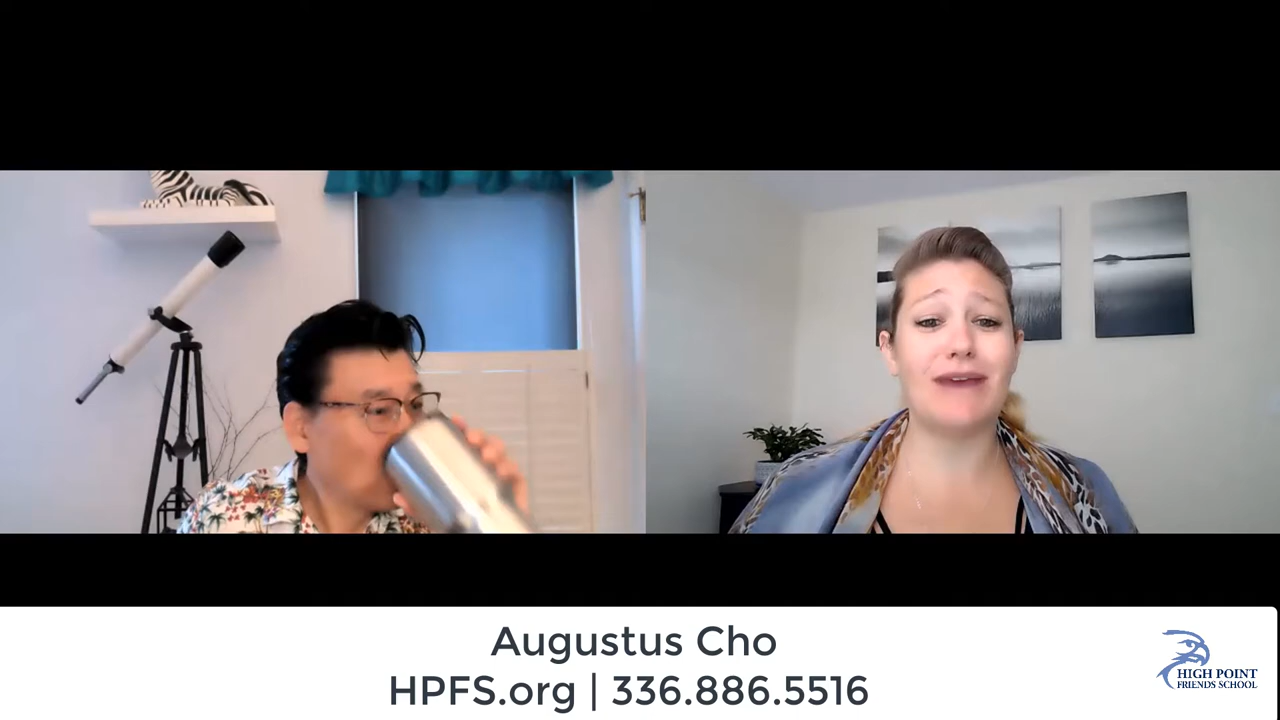 Augustus Cho
HPFS.org | 336.886.5516
HIGH POINT
FRIENDS SCHOOL